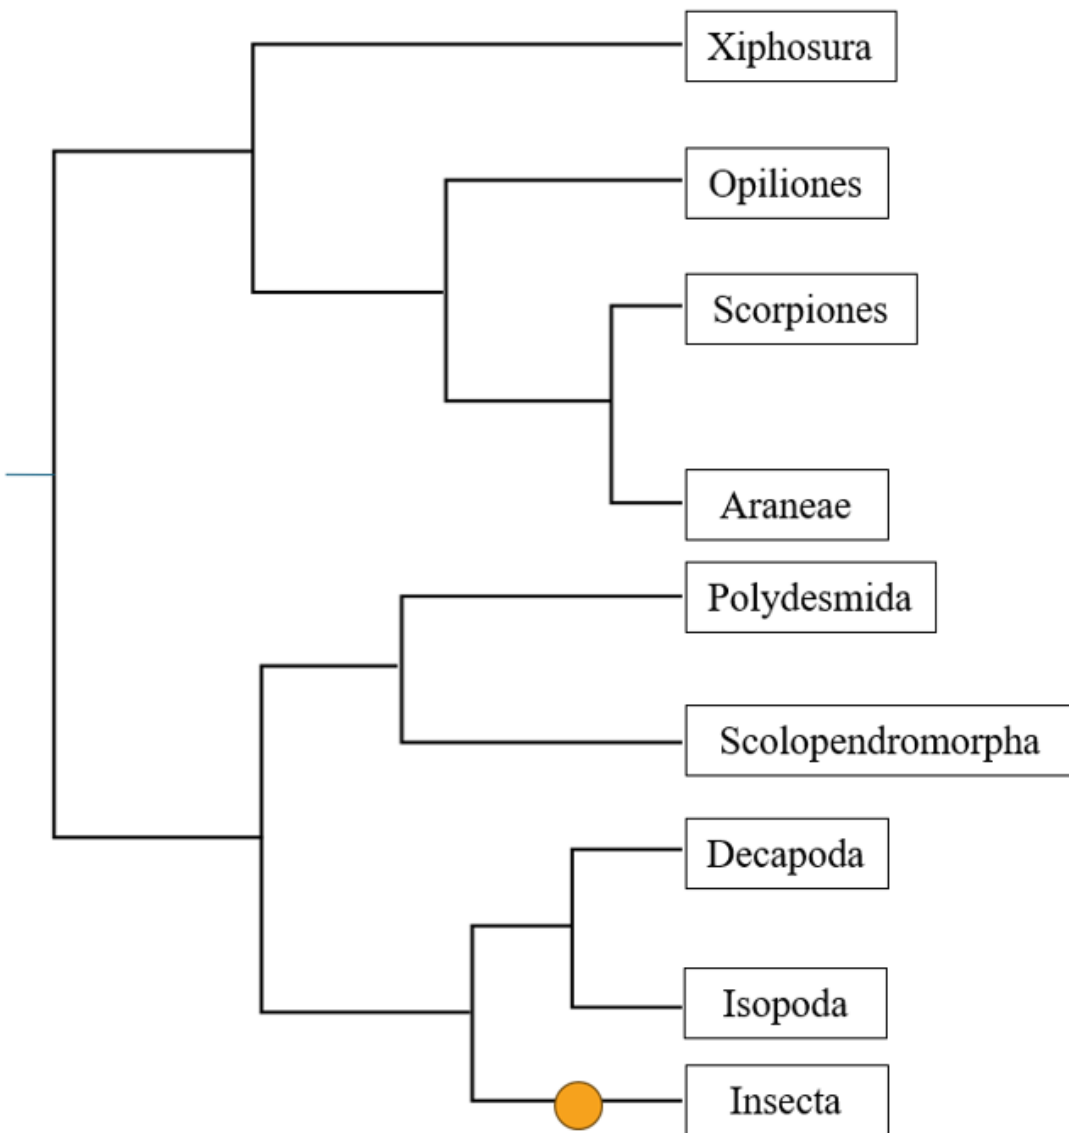 Xiphosura
Opiliones
Scorpiones
Araneae
Polydesmida
Scolopendromorpha
Decapoda
Isopoda
Insecta